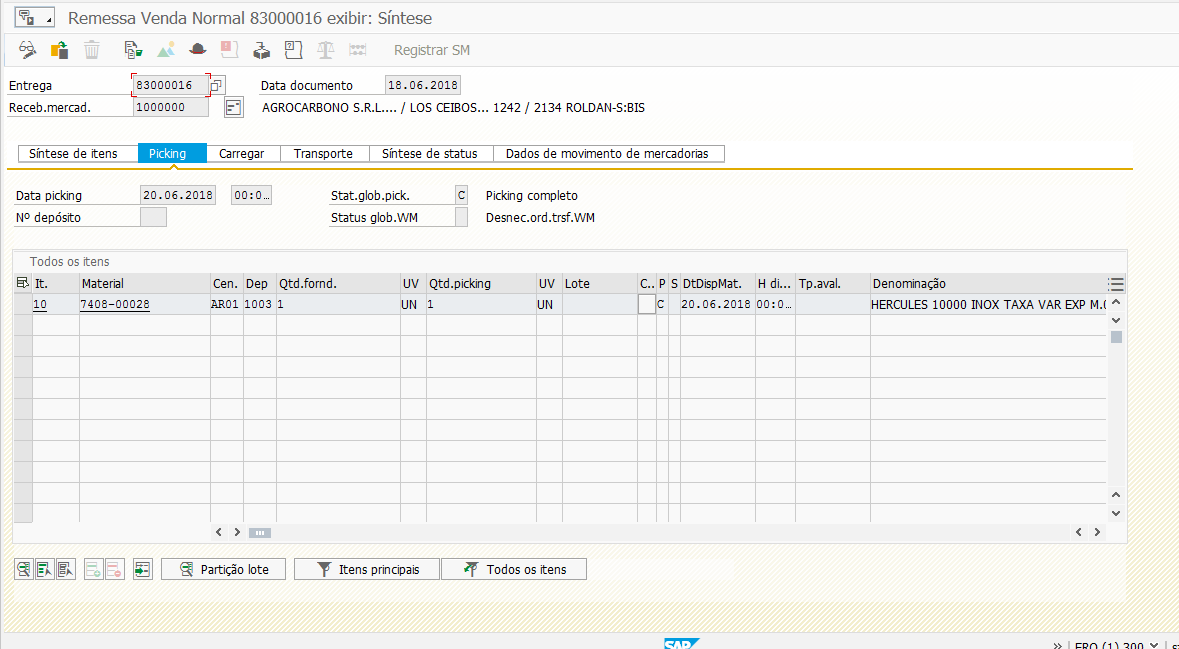 Remessa Venda Normal 83000016 exibir: Síntese
Registrar SM
Entrega 83000016 Data documento 18.06.2018
Receb.mercad. 1000000 AGROCARBONO S.R.L.... / LOS CEIBOS... 1242 / 2134 ROLDAN-S:BIS
Síntese de itens Picking Carregar Transporte Síntese de status Dados de movimento de mercadorias
Data picking 20.06.2018 00:0... Stat.glob.pick. C Picking completo
Nº depósito Status glob.WM Desnec.ord.trsf.WM
Todos os itens
It. Material Cen. Dep Qtd.fornd. UV Qtd.picking UV Lote C.. P S DtDispMat. H di... Tp.aval. Denominação
10 7408-00028 AR01 1003 1 UN 1 UN C 20.06.2018 00:0... HERCULES 10000 INOX TAXA VAR EXP M.
Partição lote Itens principais Todos os itens
SAP
ERQ (1) 300